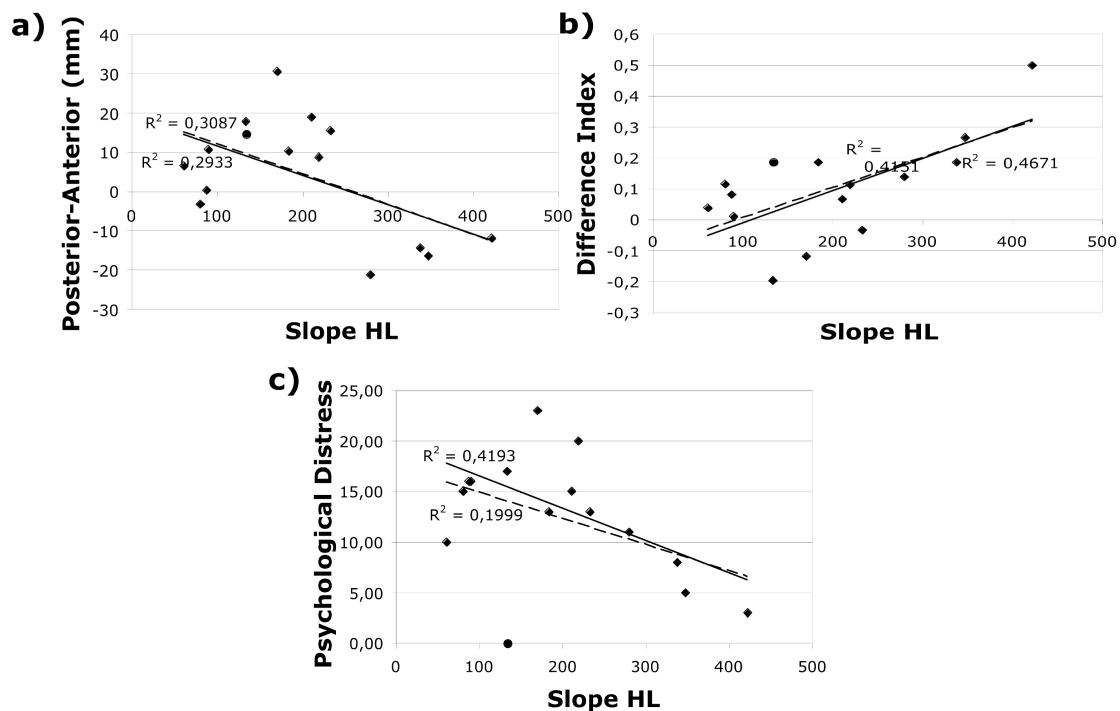 a)
Posterior-Anterior (mm)
40
30
20
10
0
-10
-20
-30
R² = 0,3087
R² = 0,2933
0 100 200 300 400 500
Slope HL
b)
Difference Index
0,6
0,5
0,4
0,3
0,2
0,1
0
-0,1
-0,2
-0,3
R² =
0,4151
R² = 0,4671
0 100 200 300 400 500
Slope HL
c)
Psychological Distress
25,00
20,00
15,00
10,00
5,00
0,00
R² = 0,4193
R² = 0,1999
0 100 200 300 400 500
Slope HL